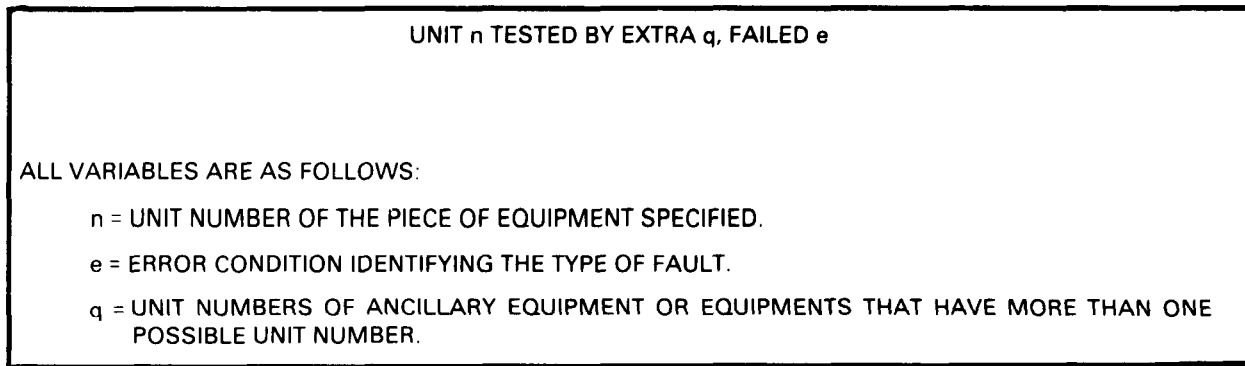 UNIT n TESTED BY EXTRA q, FAILED e
ALL VARIABLES ARE AS FOLLOWS:
n = UNIT NUMBER OF THE PIECE OF EQUIPMENT SPECIFIED.
e = ERROR CONDITION IDENTIFYING THE TYPE OF FAULT.
q = UNIT NUMBERS OF ANCILLARY EQUIPMENT OR EQUIPMENTS THAT HAVE MORE THAN ONE
POSSIBLE UNIT NUMBER.